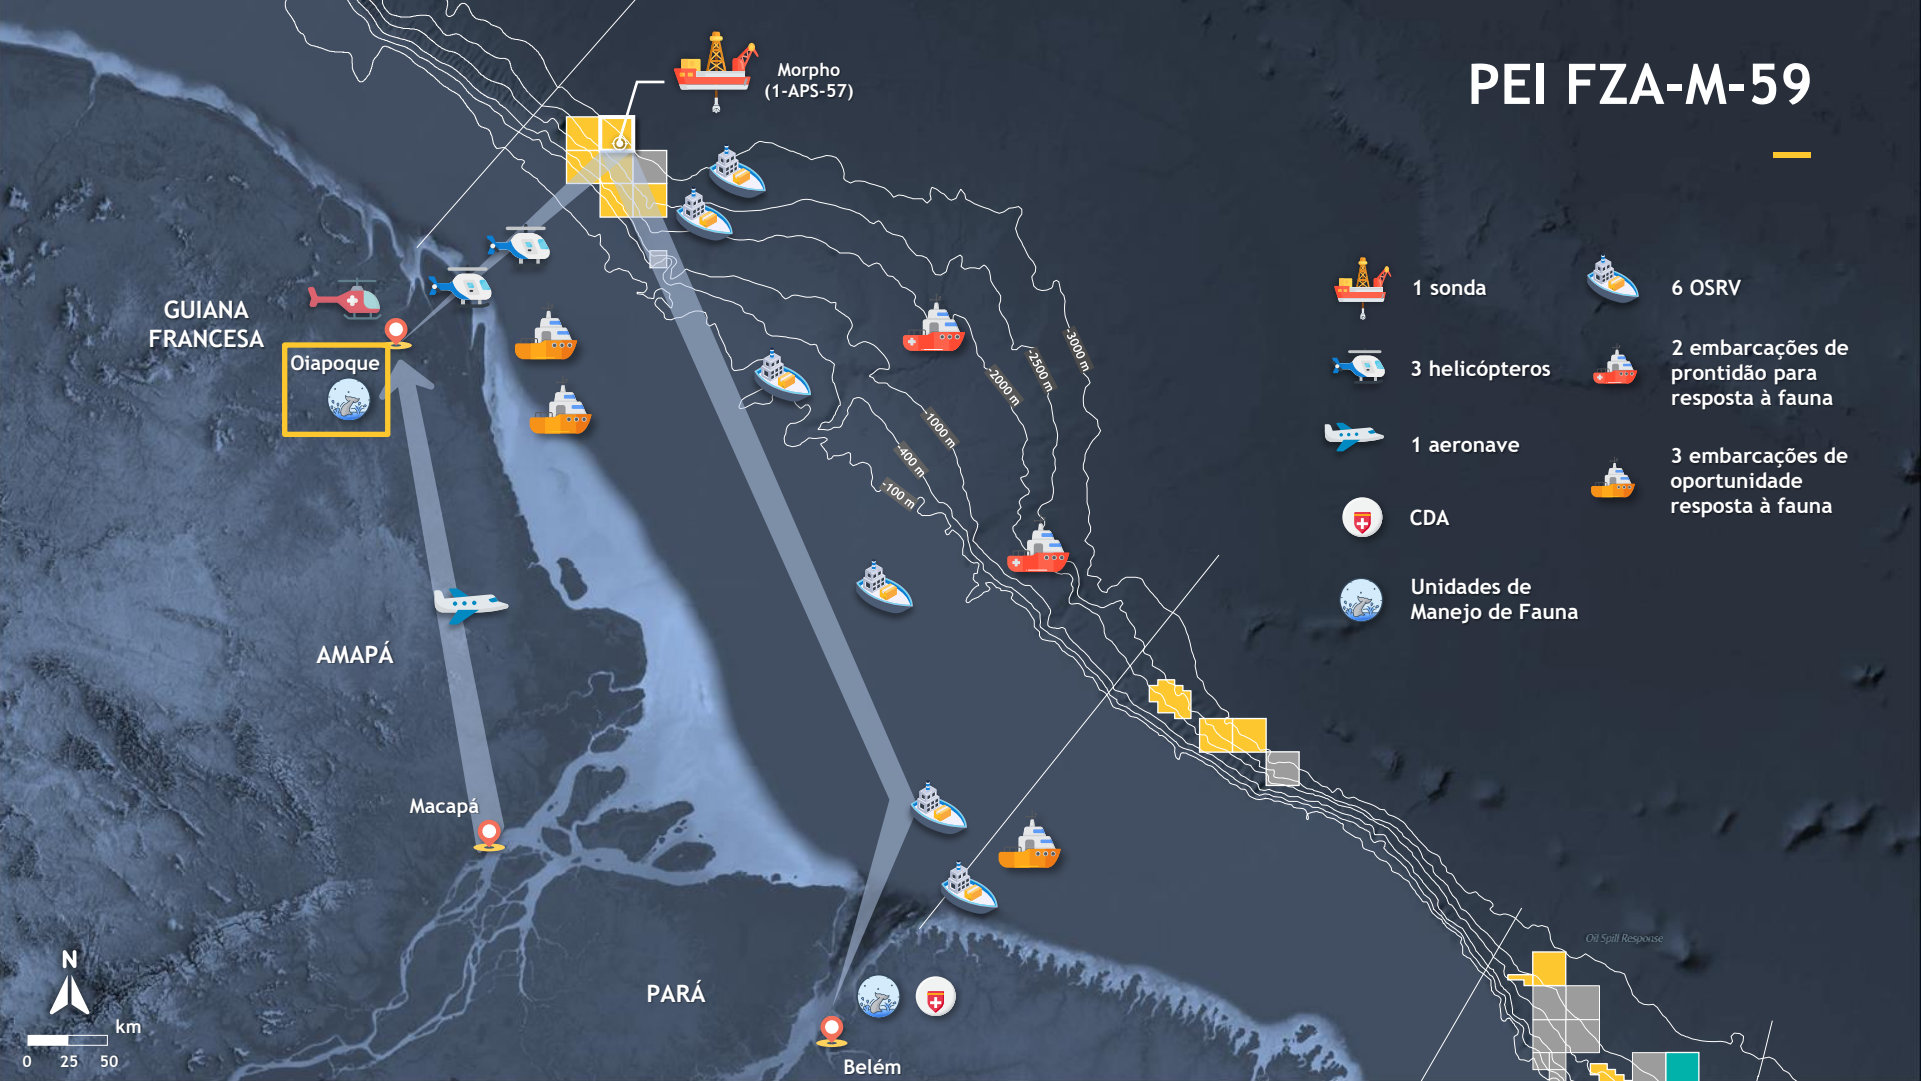 PEI FZA-M-59
Morpho
(1-APS-57)
GUIANA
FRANCESA
Oiapoque
AMAPÁ
Macapá
PARÁ
Belém
-3000 m
-2500 m
-2000 m
-1000 m
-400 m
-100 m
1 sonda
3 helicópteros
1 aeronave
CDA
Unidades de
Manejo de Fauna
6 OSRV
2 embarcações de
prontidão para
resposta à fauna
3 embarcações de
oportunidade
resposta à fauna
Oil Spill Response
N
km
0 25 50